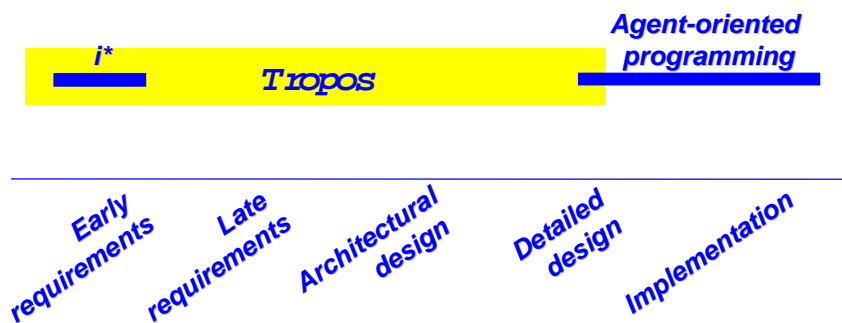 Agent-oriented
programming
i*
Tropos
Early
requirements
Late
requirements
Architectural
design
Detailed
design
Implementation